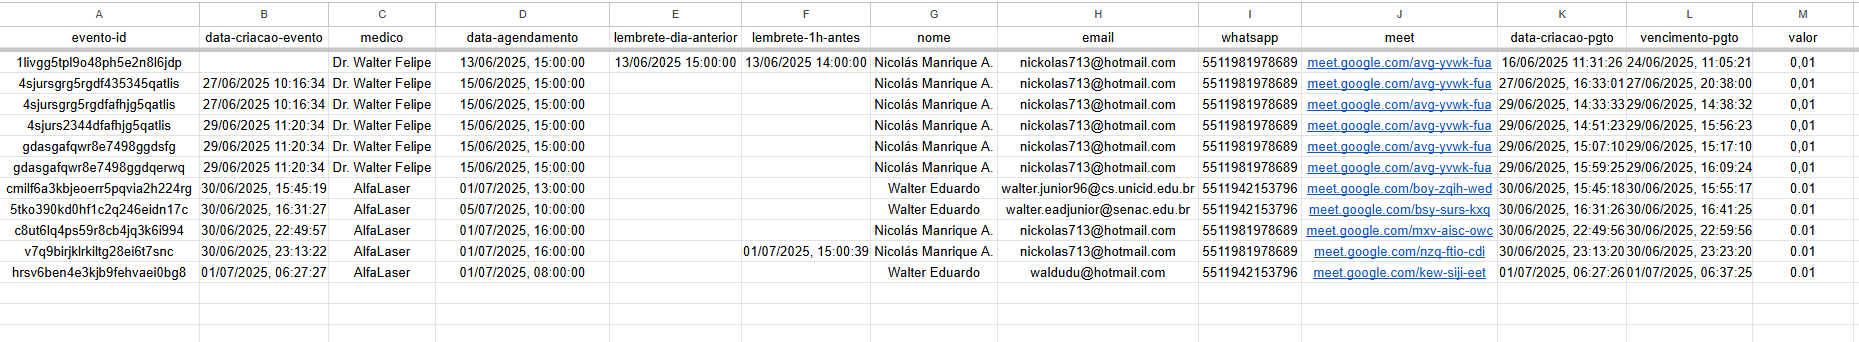 A B C D E F G H I J K L M
evento-id data-criacao-evento medico data-agendamento lembrete-dia-anterior lembrete-1h-antes nome email whatsapp meet data-criacao-pgto vencimento-pgto valor
1livgg5tpl9o48ph5e2n8l6jdp Dr. Walter Felipe 13/06/2025, 15:00:00 13/06/2025 15:00:00 13/06/2025 14:00:00 Nicolás Manrique A. nickolas713@hotmail.com 5511981978689 meet.google.com/avg-yvwk-fua 16/06/2025 11:31:26 24/06/2025, 11:05:21 0,01
4sjursgrg5rgdf435345qatlis 27/06/2025 10:16:34 Dr. Walter Felipe 15/06/2025, 15:00:00 Nicolás Manrique A. nickolas713@hotmail.com 5511981978689 meet.google.com/avg-yvwk-fua 27/06/2025, 16:33:01 27/06/2025, 20:38:00 0,01
4sjursgrg5rgdfafhjg5qatlis 27/06/2025 10:16:34 Dr. Walter Felipe 15/06/2025, 15:00:00 Nicolás Manrique A. nickolas713@hotmail.com 5511981978689 meet.google.com/avg-yvwk-fua 29/06/2025, 14:33:33 29/06/2025, 14:38:32 0,01
4sjurs2344dfafhjg5qatlis 29/06/2025 11:20:34 Dr. Walter Felipe 15/06/2025, 15:00:00 Nicolás Manrique A. nickolas713@hotmail.com 5511981978689 meet.google.com/avg-yvwk-fua 29/06/2025, 14:51:23 29/06/2025, 15:56:23 0,01
gdasgafqwr8e7498ggdsfg 29/06/2025 11:20:34 Dr. Walter Felipe 15/06/2025, 15:00:00 Nicolás Manrique A. nickolas713@hotmail.com 5511981978689 meet.google.com/avg-yvwk-fua 29/06/2025, 15:07:10 29/06/2025, 15:17:10 0,01
gdasgafqwr8e7498ggdqerwq 29/06/2025 11:20:34 Dr. Walter Felipe 15/06/2025, 15:00:00 Nicolás Manrique A. nickolas713@hotmail.com 5511981978689 meet.google.com/avg-yvwk-fua 29/06/2025, 15:59:25 29/06/2025, 16:09:24 0,01
cmilf6a3kbjeoerr5pqvia2h224rg 30/06/2025, 15:45:19 AlfaLaser 01/07/2025, 13:00:00 Walter Eduardo walter.junior96@cs.unicid.edu.br 5511942153796 meet.google.com/boy-zqih-wed 30/06/2025, 15:45:18 30/06/2025, 15:55:17 0.01
5tko390kd0hf1c2q246eidn17c 30/06/2025, 16:31:27 AlfaLaser 05/07/2025, 10:00:00 Walter Eduardo walter.eadjunior@senac.edu.br 5511942153796 meet.google.com/bsy-surs-kxq 30/06/2025, 16:31:26 30/06/2025, 16:41:25 0.01
c8ut6lq4ps59r8cb4jq3k6i994 30/06/2025, 22:49:57 AlfaLaser 01/07/2025, 16:00:00 Nicolás Manrique A. nickolas713@hotmail.com 5511981978689 meet.google.com/mxv-aisc-owc 30/06/2025, 22:49:56 30/06/2025, 22:59:56 0.01
v7q9birjklrkiltg28ei6t7snc 30/06/2025, 23:13:22 AlfaLaser 01/07/2025, 16:00:00 01/07/2025, 15:00:39 Nicolás Manrique A. nickolas713@hotmail.com 5511981978689 meet.google.com/nzq-ftio-cdi 30/06/2025, 23:13:20 30/06/2025, 23:23:20 0.01
hrsv6ben4e3kjb9fehvaei0bg8 01/07/2025, 06:27:27 AlfaLaser 01/07/2025, 08:00:00 Walter Eduardo waldudu@hotmail.com 5511942153796 meet.google.com/kew-siji-eet 01/07/2025, 06:27:26 01/07/2025, 06:37:25 0.01